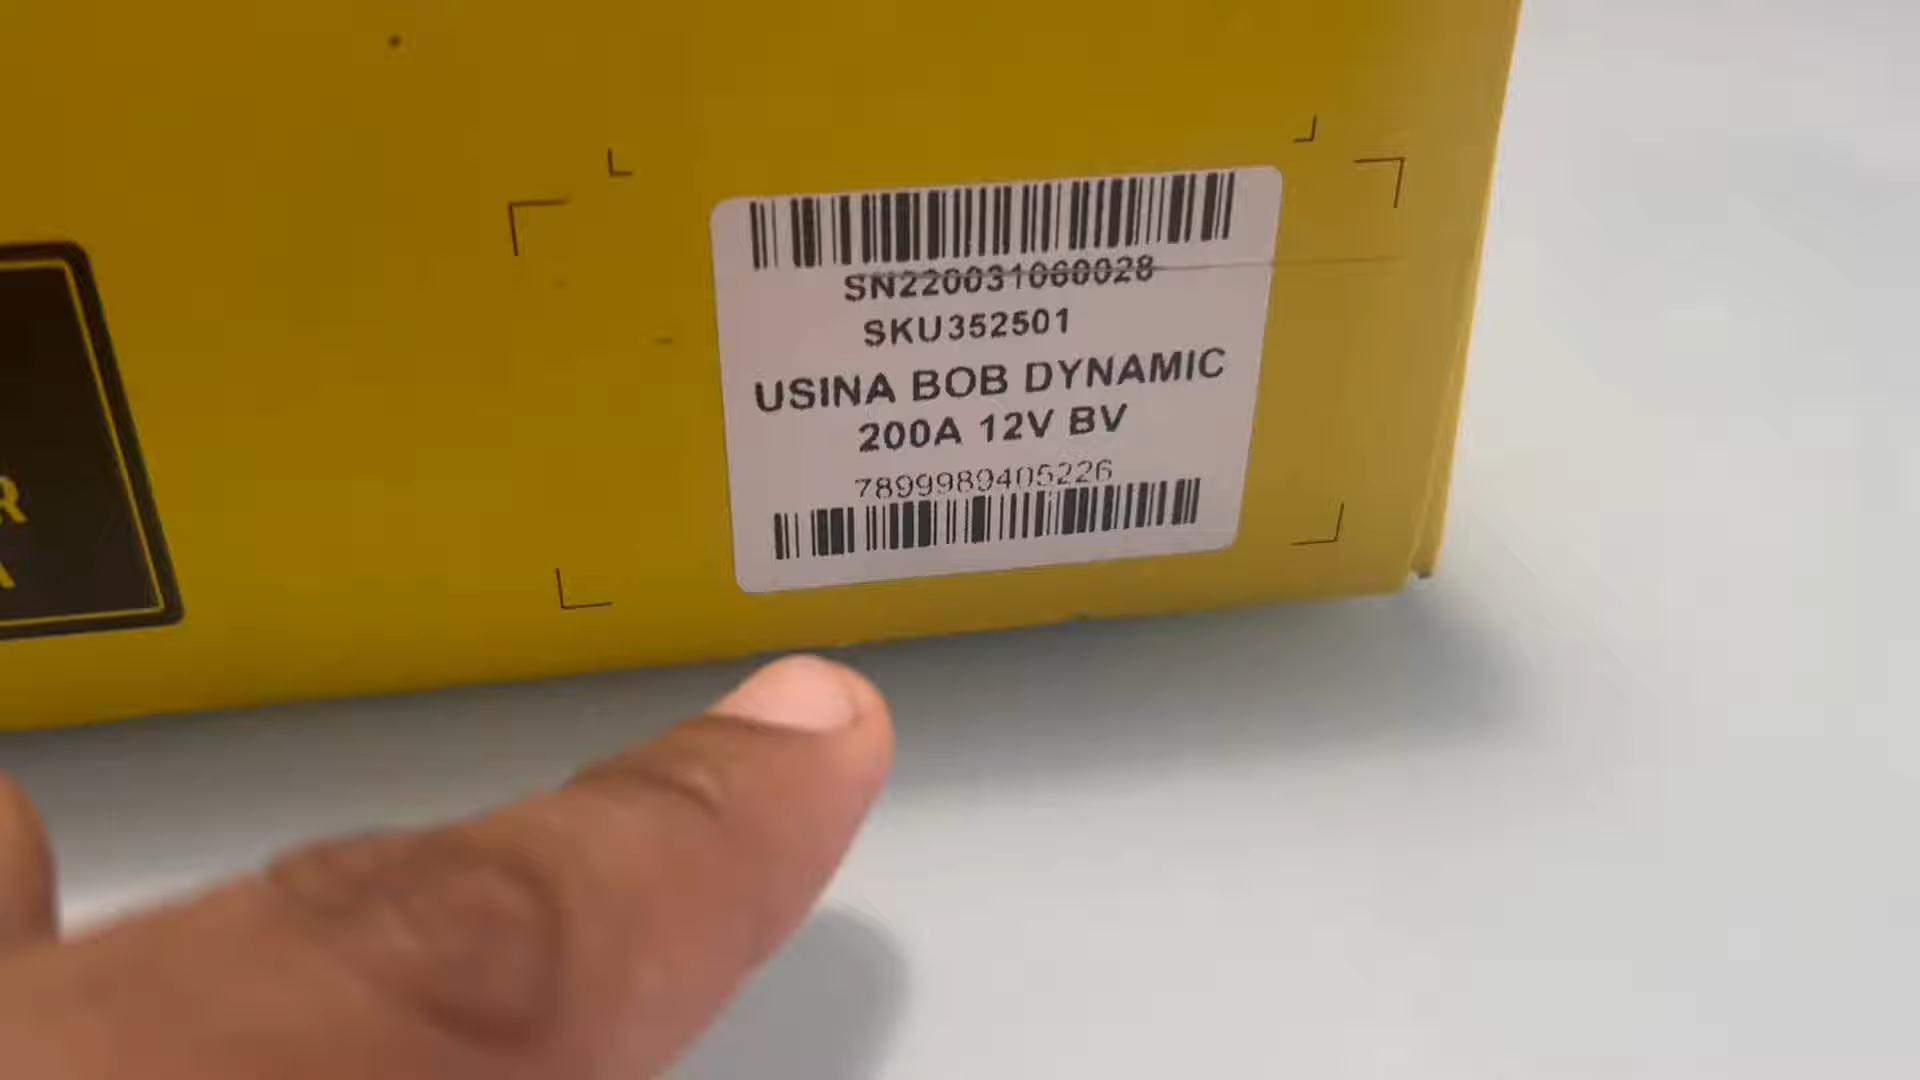 SN220031060028
SKU352501
USINA BOB DYNAMIC
200A 12V BV
7899989405226
R
A